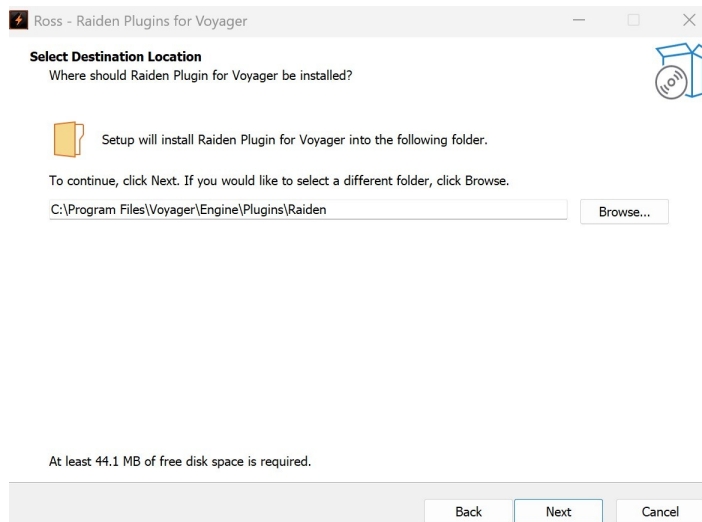 Ross - Raiden Plugins for Voyager
Select Destination Location
Where should Raiden Plugin for Voyager be installed?
Setup will install Raiden Plugin for Voyager into the following folder.
To continue, click Next. If you would like to select a different folder, click Browse.
C:\Program Files\Voyager\Engine\Plugins\Raiden
Browse...
At least 44.1 MB of free disk space is required.
Back
Next
Cancel